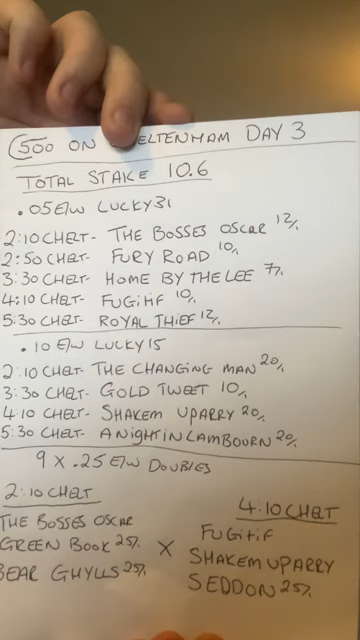 £500 ON CHELTENHAM DAY 3
TOTAL STAKE 10.6
.05 E/W LUCKY 31
2:10 CHELT- THE BOSSES OSCAR 12/1
2:50 CHELT- FURY ROAD 10/1
3:30 CHELT- HOME BY THE LEE 7/1
4:10 CHELT- FUGITIF 10/1
5:30 CHELT- ROYAL THIEF 12/1
.10 E/W LUCKY 15
2:10 CHELT- THE CHANGING MAN 20/1
3:30 CHELT- GOLD TWEET 10/1
4:10 CHELT- SHAKEM UPARRY 20/1
5:30 CHELT- A NIGHT IN LAMBOURN 20/1
9 X .25 E/W DOUBLES
2:10 CHELT
THE BOSSES OSCAR
GREEN BOOK 25/1
BEAR GHYLLS 25/1
X
4:10 CHELT
FUGITIF
SHAKEM UPARRY
SEDDON 25/1